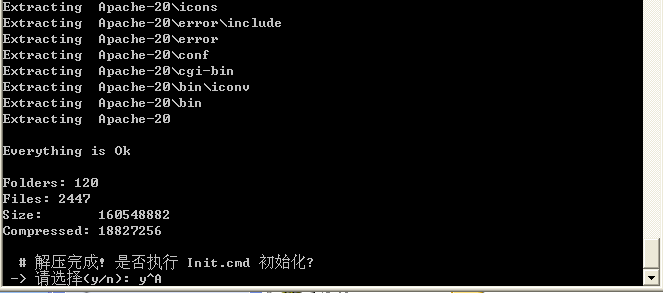 Extracting  Apache-20\icons
Extracting  Apache-20\error\include
Extracting  Apache-20\error
Extracting  Apache-20\conf
Extracting  Apache-20\cgi-bin
Extracting  Apache-20\bin\iconv
Extracting  Apache-20\bin
Extracting  Apache-20
Everything is Ok
Folders: 120
Files: 2447
Size:       160548882
Compressed: 18827256
# 解压完成! 是否执行 Init.cmd 初始化?
-> 请选择(y/n): y^A